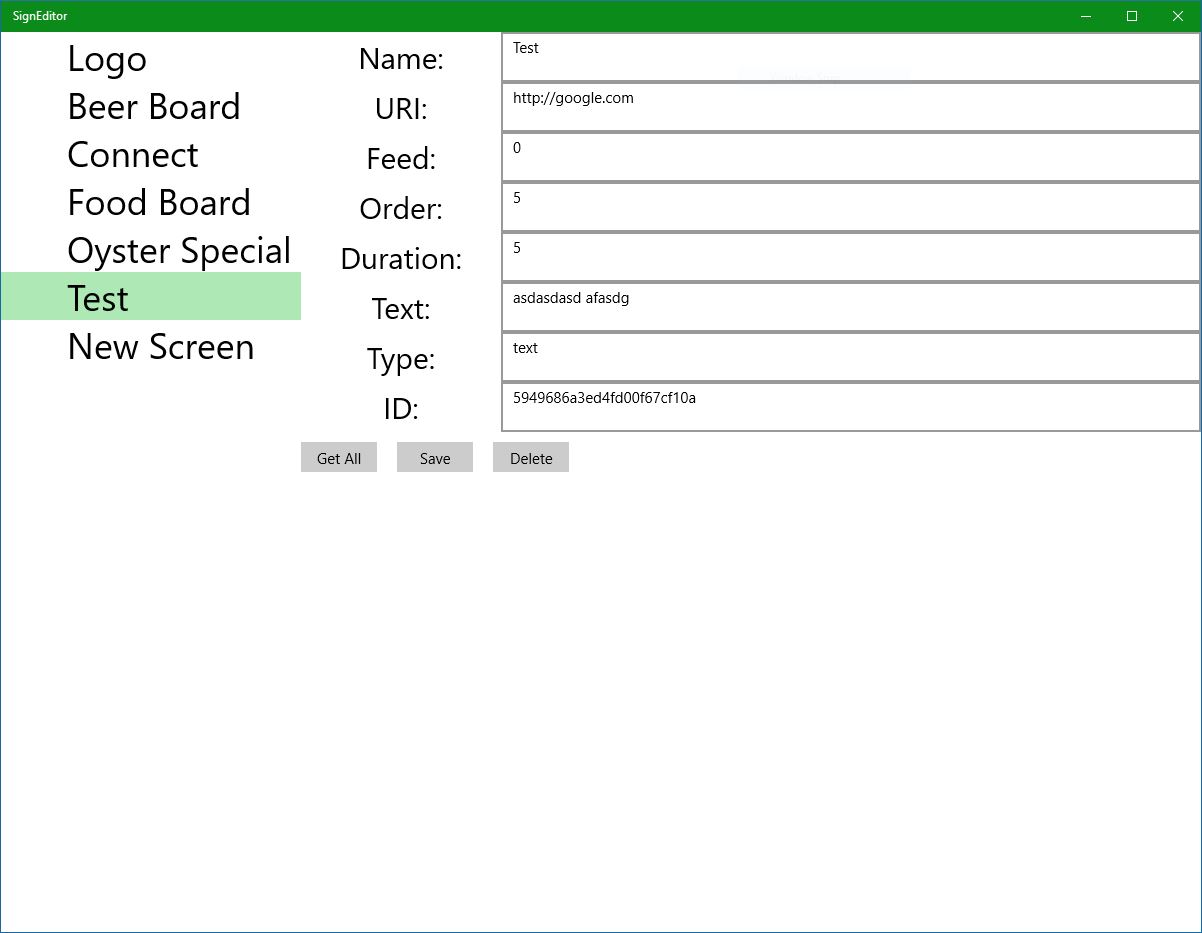 SignEditor
Logo
Beer Board
Connect
Food Board
Oyster Special
Test
New Screen
Name: Test
URI: http://google.com
Feed: 0
Order: 5
Duration: 5
Text: asdasdasd afasdg
Type: text
ID: 5949686a3ed4fd00f67cf10a
Get All Save Delete